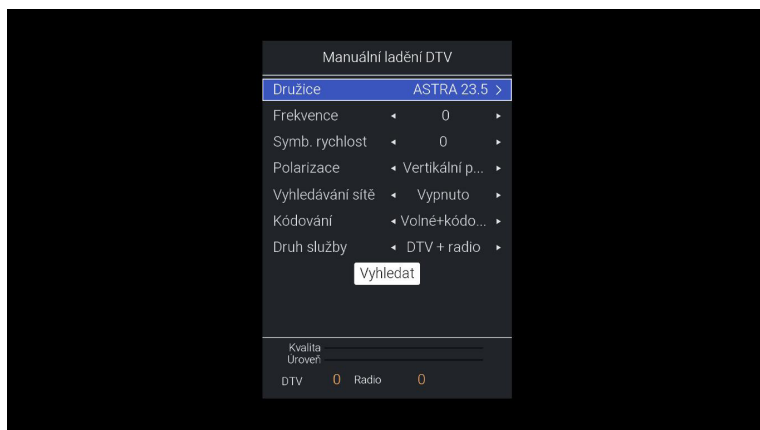 Manuální ladění DTV
Družice ASTRA 23.5 >
Frekvence ◂ 0 ▸
Symb. rychlost ◂ 0 ▸
Polarizace ◂ Vertikální p... ▸
Vyhledávání sítě ◂ Vypnuto ▸
Kódování ◂ Volné+kódo... ▸
Druh služby ◂ DTV + radio ▸
Vyhledat
Kvalita
Úroveň
DTV 0 Radio 0